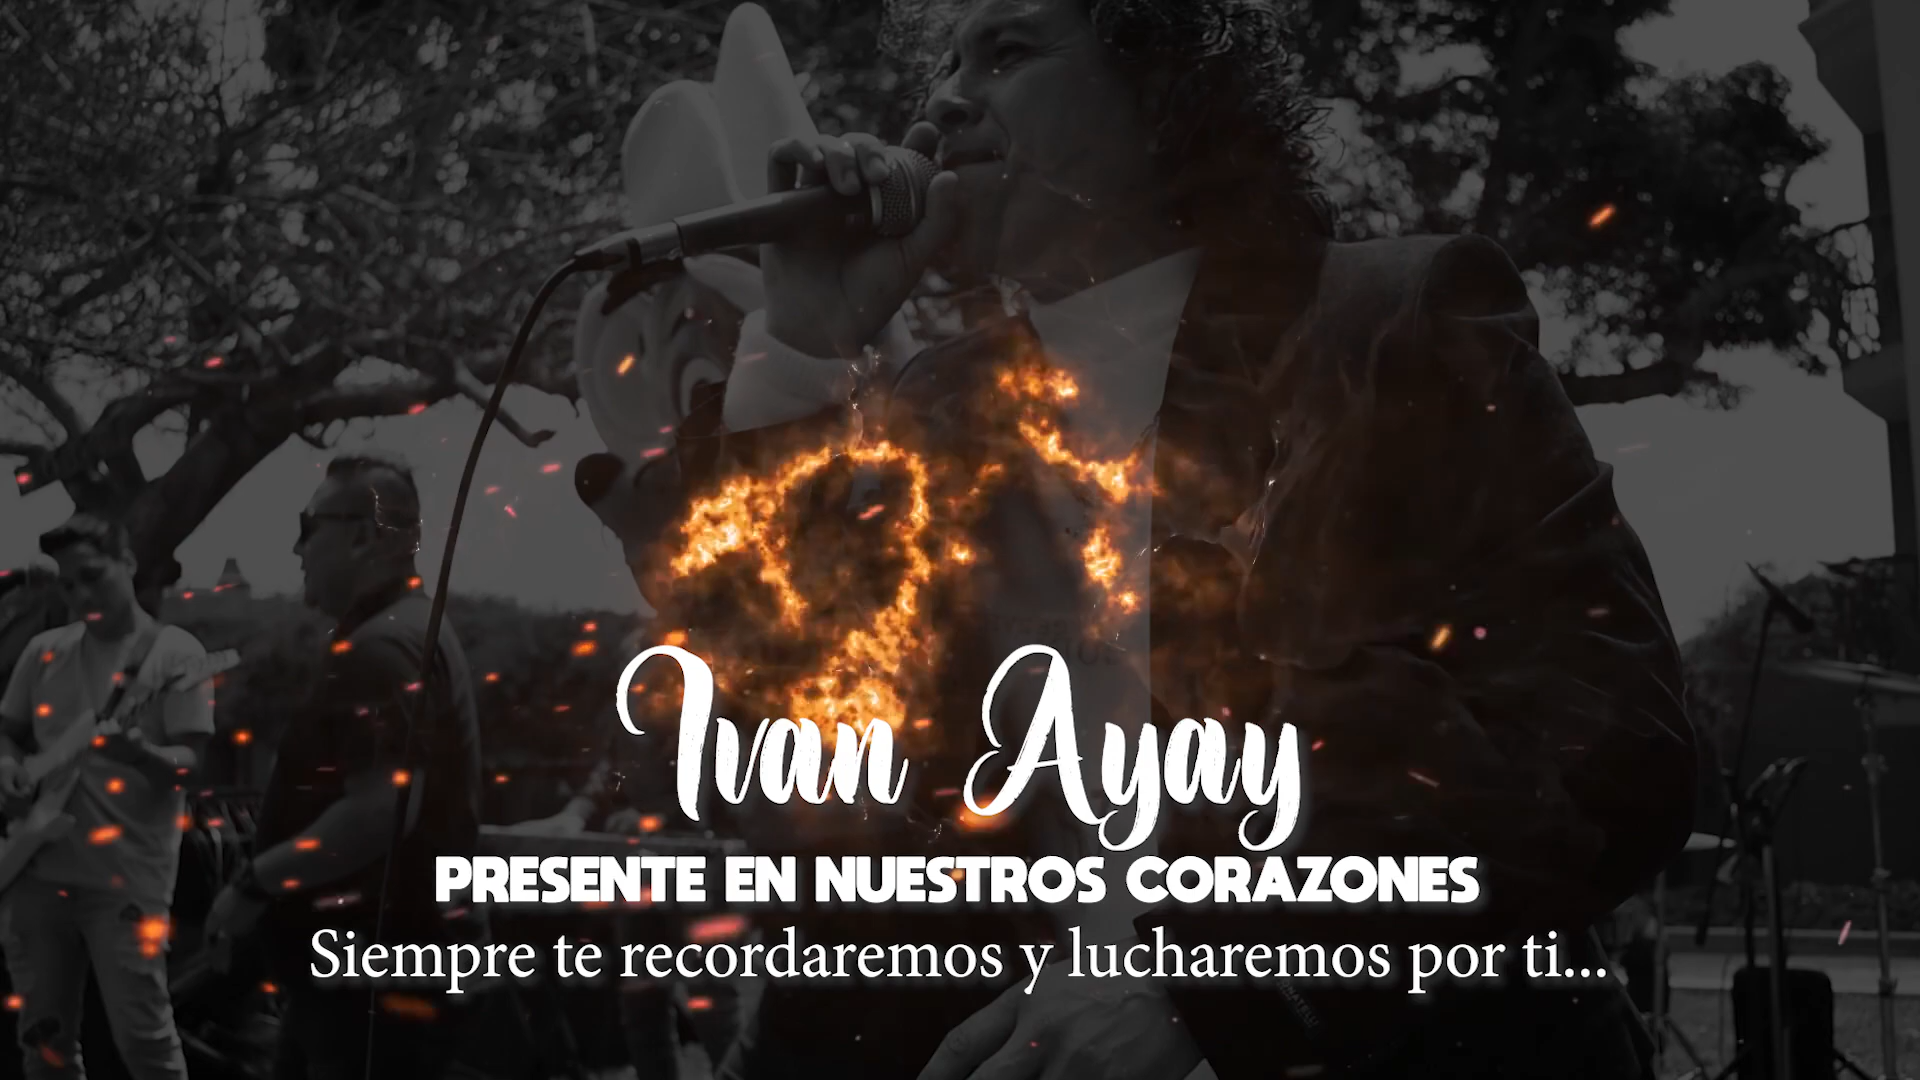 Ivan Ayay
PRESENTE EN NUESTROS CORAZONES
Siempre te recordaremos y lucharemos por ti...